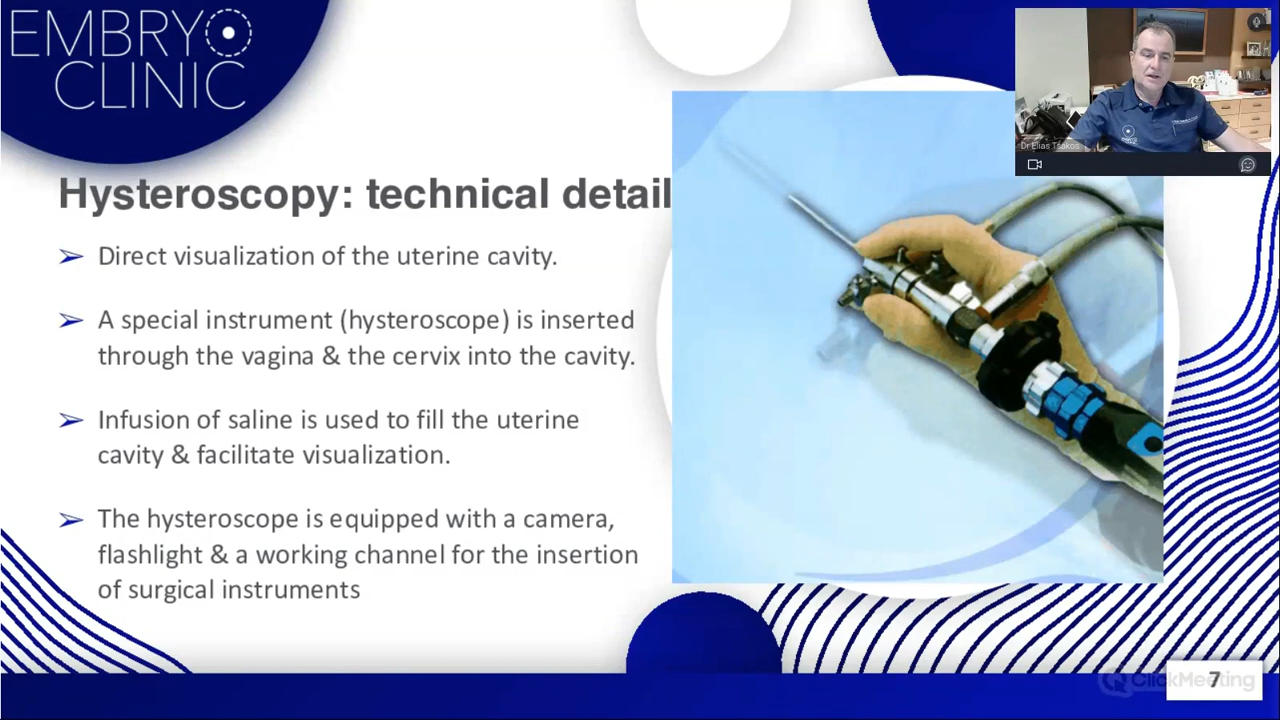 EMBRYO
CLINIC
Dr Elias Tsakos
Hysteroscopy: technical detail
➢ Direct visualization of the uterine cavity.
➢ A special instrument (hysteroscope) is inserted
through the vagina & the cervix into the cavity.
➢ Infusion of saline is used to fill the uterine
cavity & facilitate visualization.
➢ The hysteroscope is equipped with a camera,
flashlight & a working channel for the insertion
of surgical instruments
ClickMeeting
7